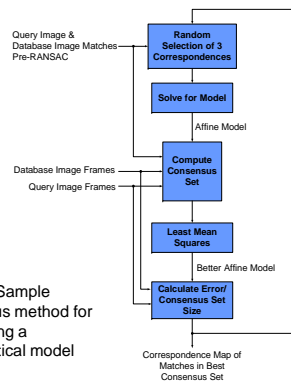 Query Image &
Database Image Matches
Pre-RANSAC
Random
Selection of 3
Correspondences
Solve for Model
Affine Model
Compute
Consensus
Set
Database Image Frames
Query Image Frames
Least Mean
Squares
Better Affine Model
Calculate Error/
Consensus Set
Size
Sample
us method for
ng a
tical model
Correspondence Map of
Matches in Best
Consensus Set